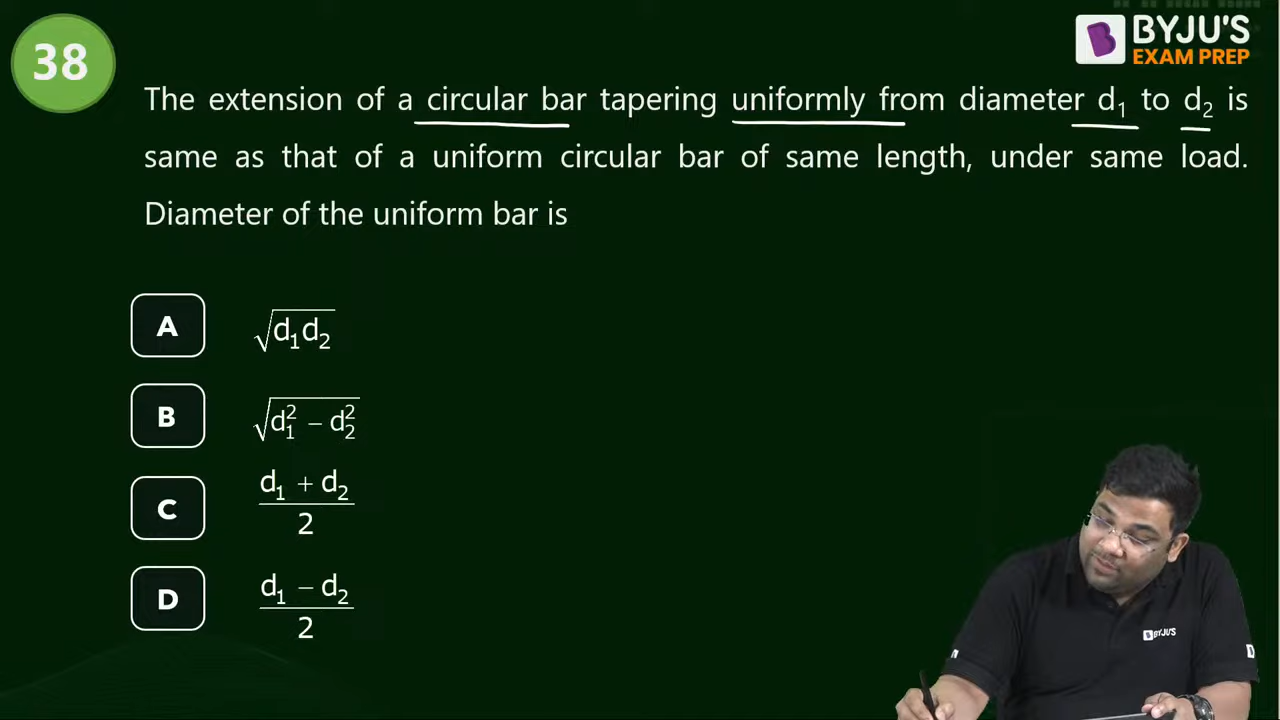 38
BYJU'S
EXAM PREP
The extension of a circular bar tapering uniformly from diameter d₁ to d₂ is
same as that of a uniform circular bar of same length, under same load.
Diameter of the uniform bar is
A √(d₁d₂)
B √(d₁² − d₂²)
C (d₁ + d₂)/2
D (d₁ − d₂)/2
BYJU'S